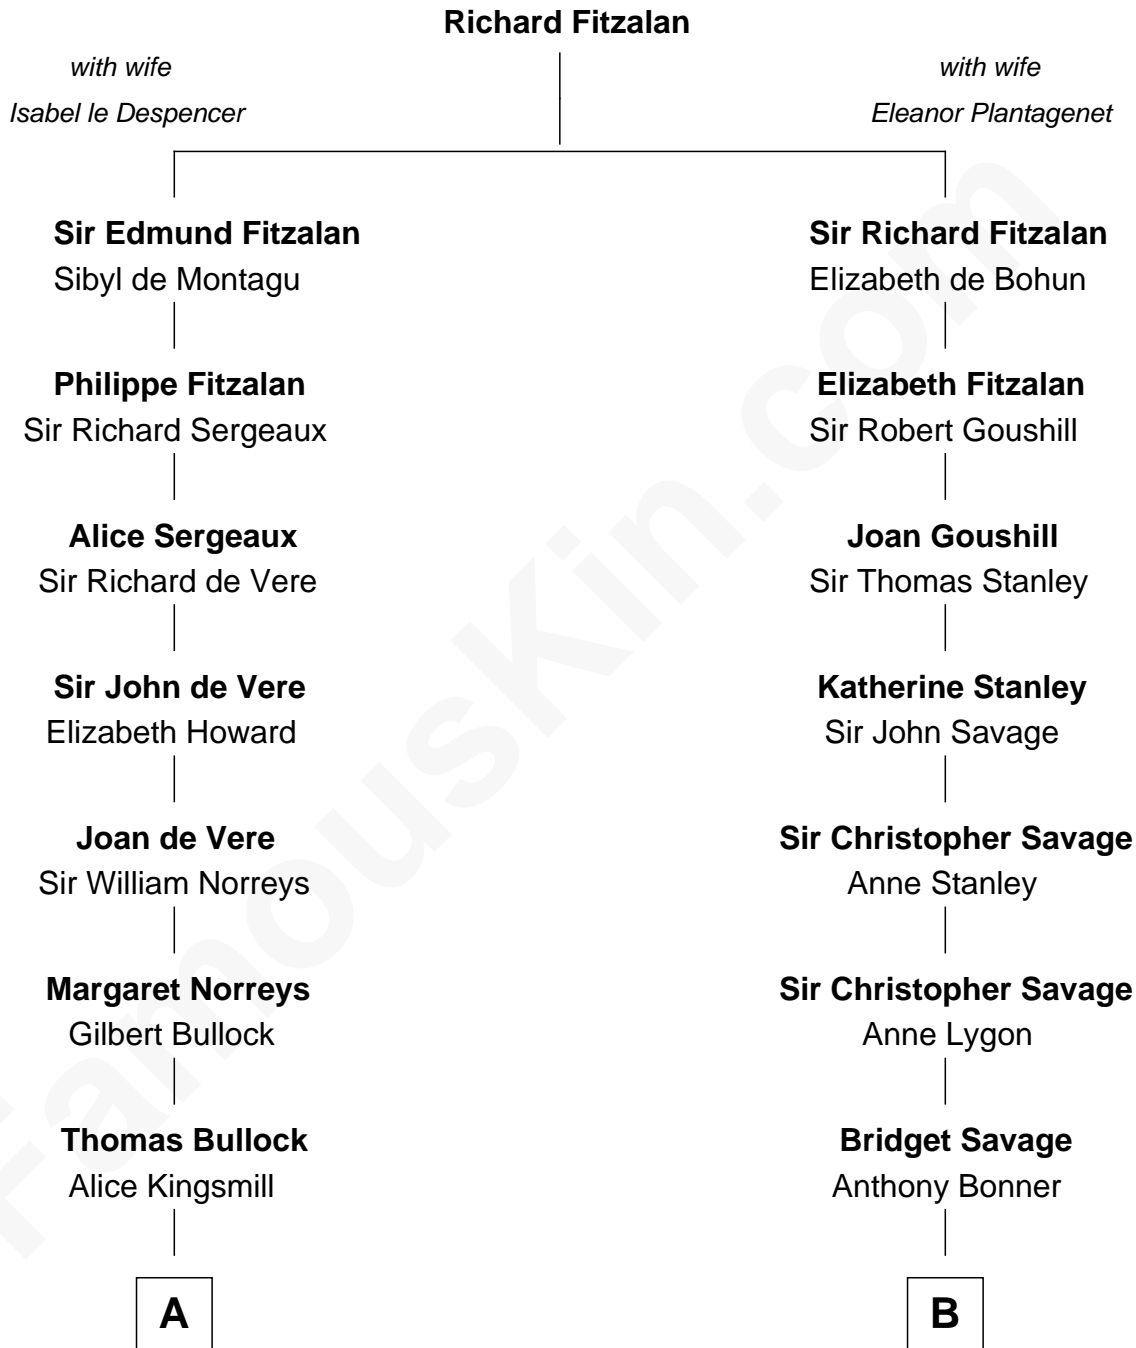 Richard Fitzalan
with wife
Isabel le Despencer
with wife
Eleanor Plantagenet
Sir Edmund Fitzalan
Sibyl de Montagu
Philippe Fitzalan
Sir Richard Sergeaux
Alice Sergeaux
Sir Richard de Vere
Sir John de Vere
Elizabeth Howard
Joan de Vere
Sir William Norreys
Margaret Norreys
Gilbert Bullock
Thomas Bullock
Alice Kingsmill
A
Sir Richard Fitzalan
Elizabeth de Bohun
Elizabeth Fitzalan
Sir Robert Goushill
Joan Goushill
Sir Thomas Stanley
Katherine Stanley
Sir John Savage
Sir Christopher Savage
Anne Stanley
Sir Christopher Savage
Anne Lygon
Bridget Savage
Anthony Bonner
B
FamousKin.com